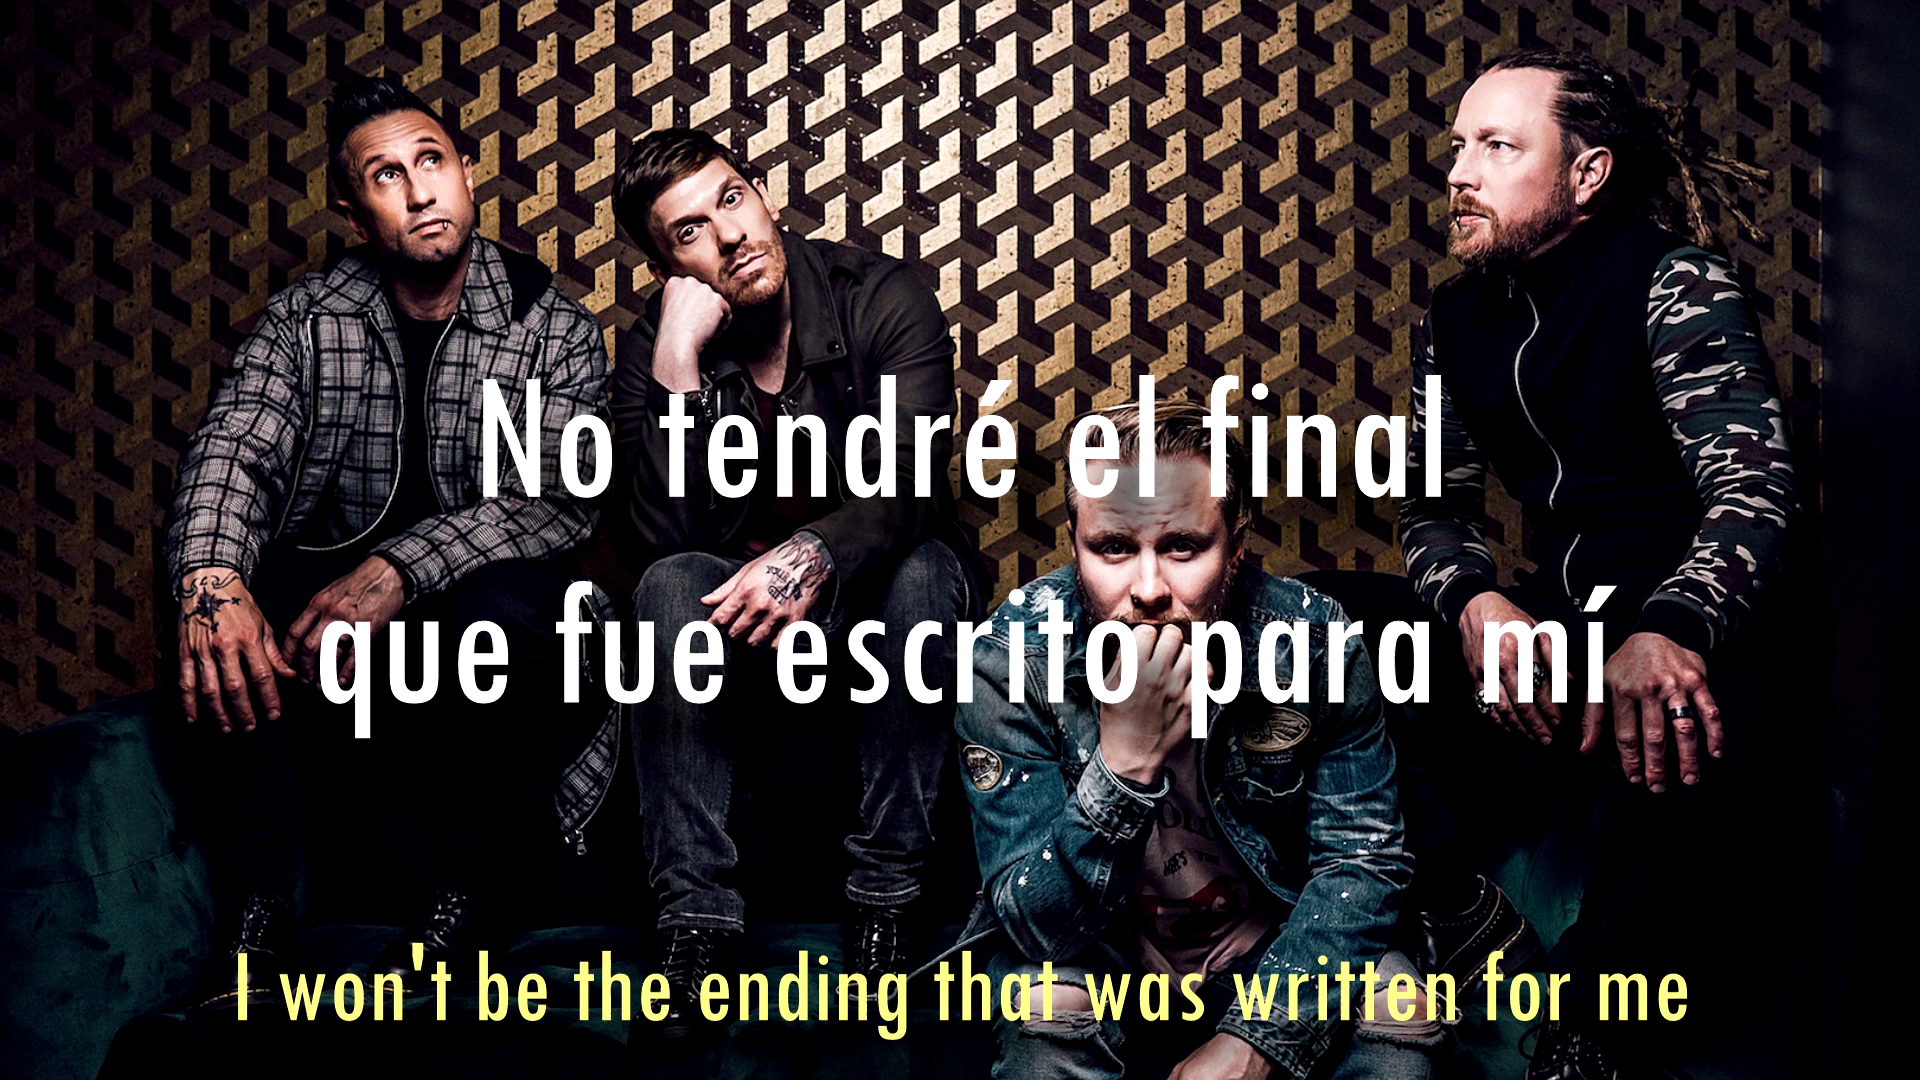 No tendré el final
que fue escrito para mí
I won't be the ending that was written for me